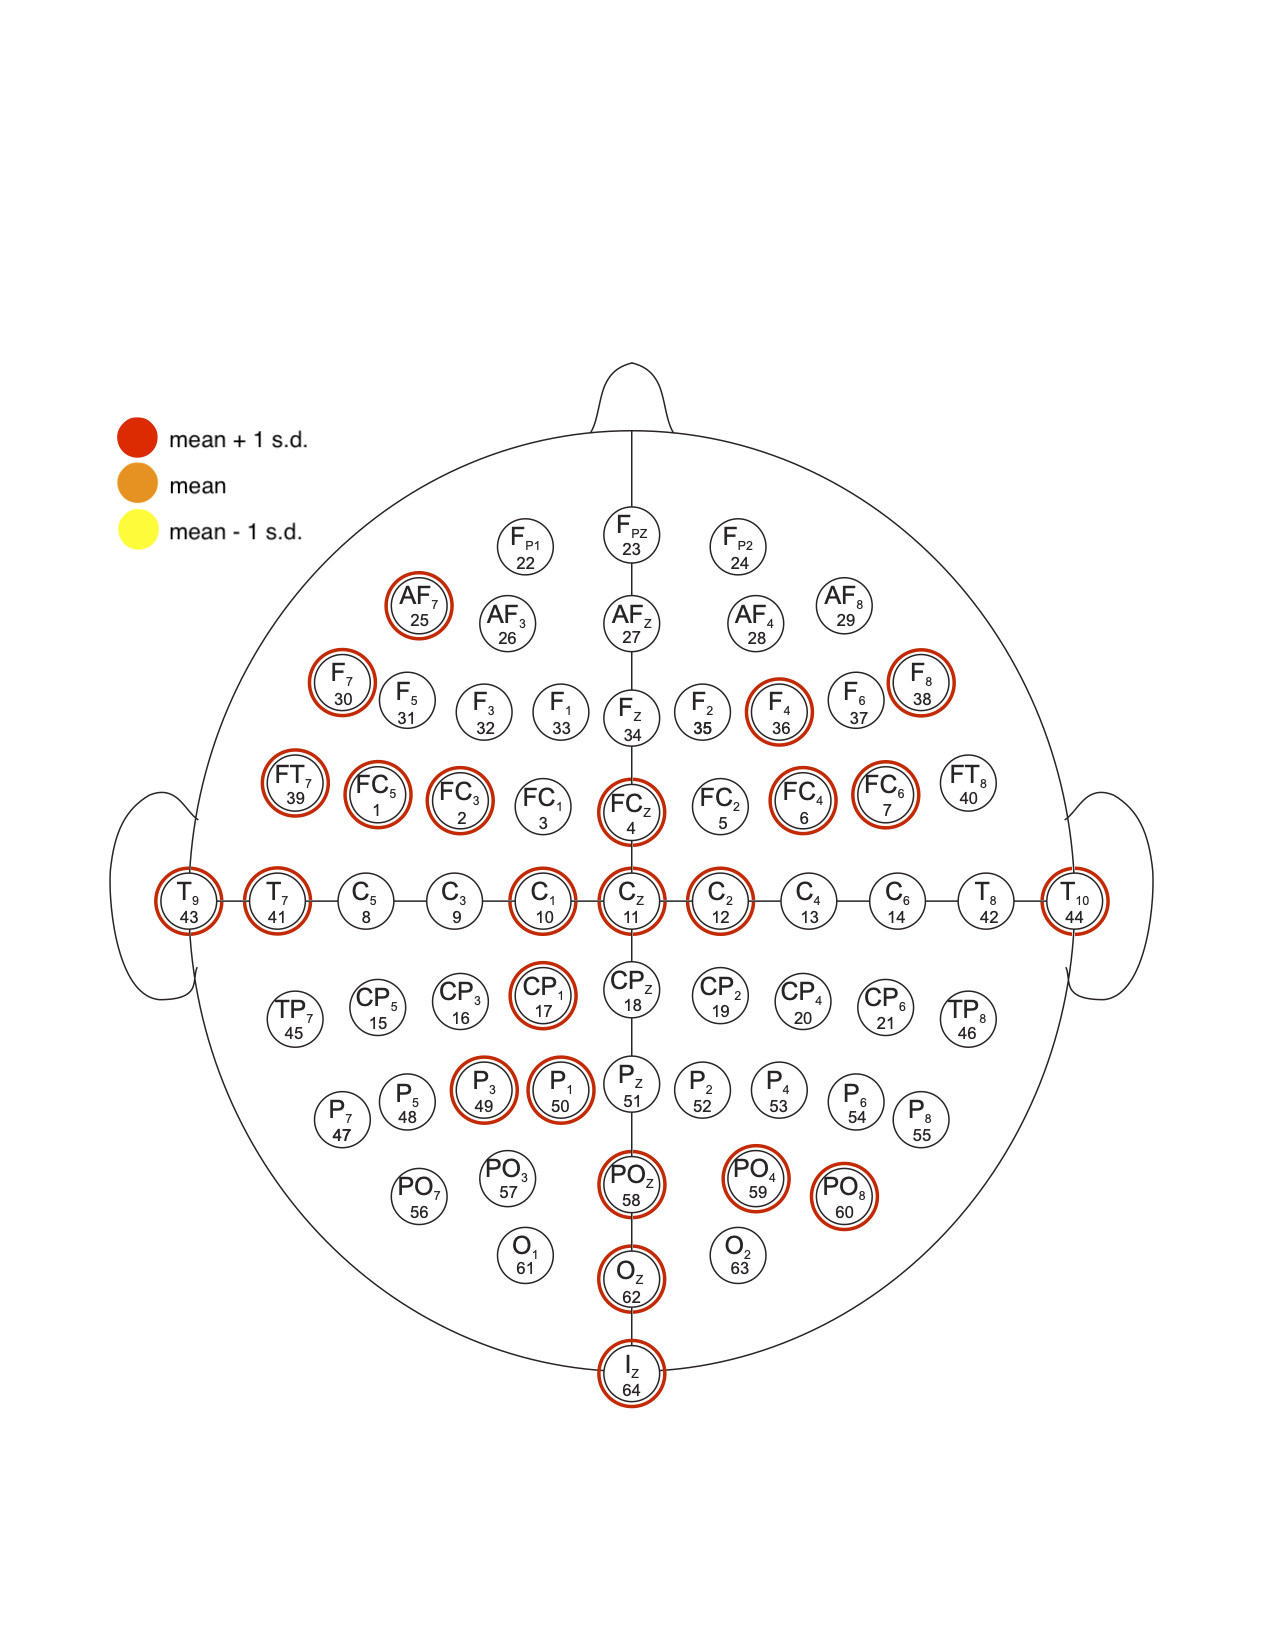 mean + 1 s.d.
mean
mean - 1 s.d.
FP1 FPZ FP2
22 23 24
AF7 AF3 AFZ AF4 AF8
25 26 27 28 29
F7 F5 F3 F1 FZ F2 F4 F6 F8
30 31 32 33 34 35 36 37 38
FT7 FC5 FC3 FC1 FCZ FC2 FC4 FC6 FT8
39 1 2 3 4 5 6 7 40
T9 T7 C5 C3 C1 CZ C2 C4 C6 T8 T10
43 41 8 9 10 11 12 13 14 42 44
TP7 CP5 CP3 CP1 CPZ CP2 CP4 CP6 TP8
45 15 16 17 18 19 20 21 46
P7 P5 P3 P1 PZ P2 P4 P6 P8
47 48 49 50 51 52 53 54 55
PO7 PO3 POZ PO4 PO8
56 57 58 59 60
O1 OZ O2
61 62 63
IZ
64